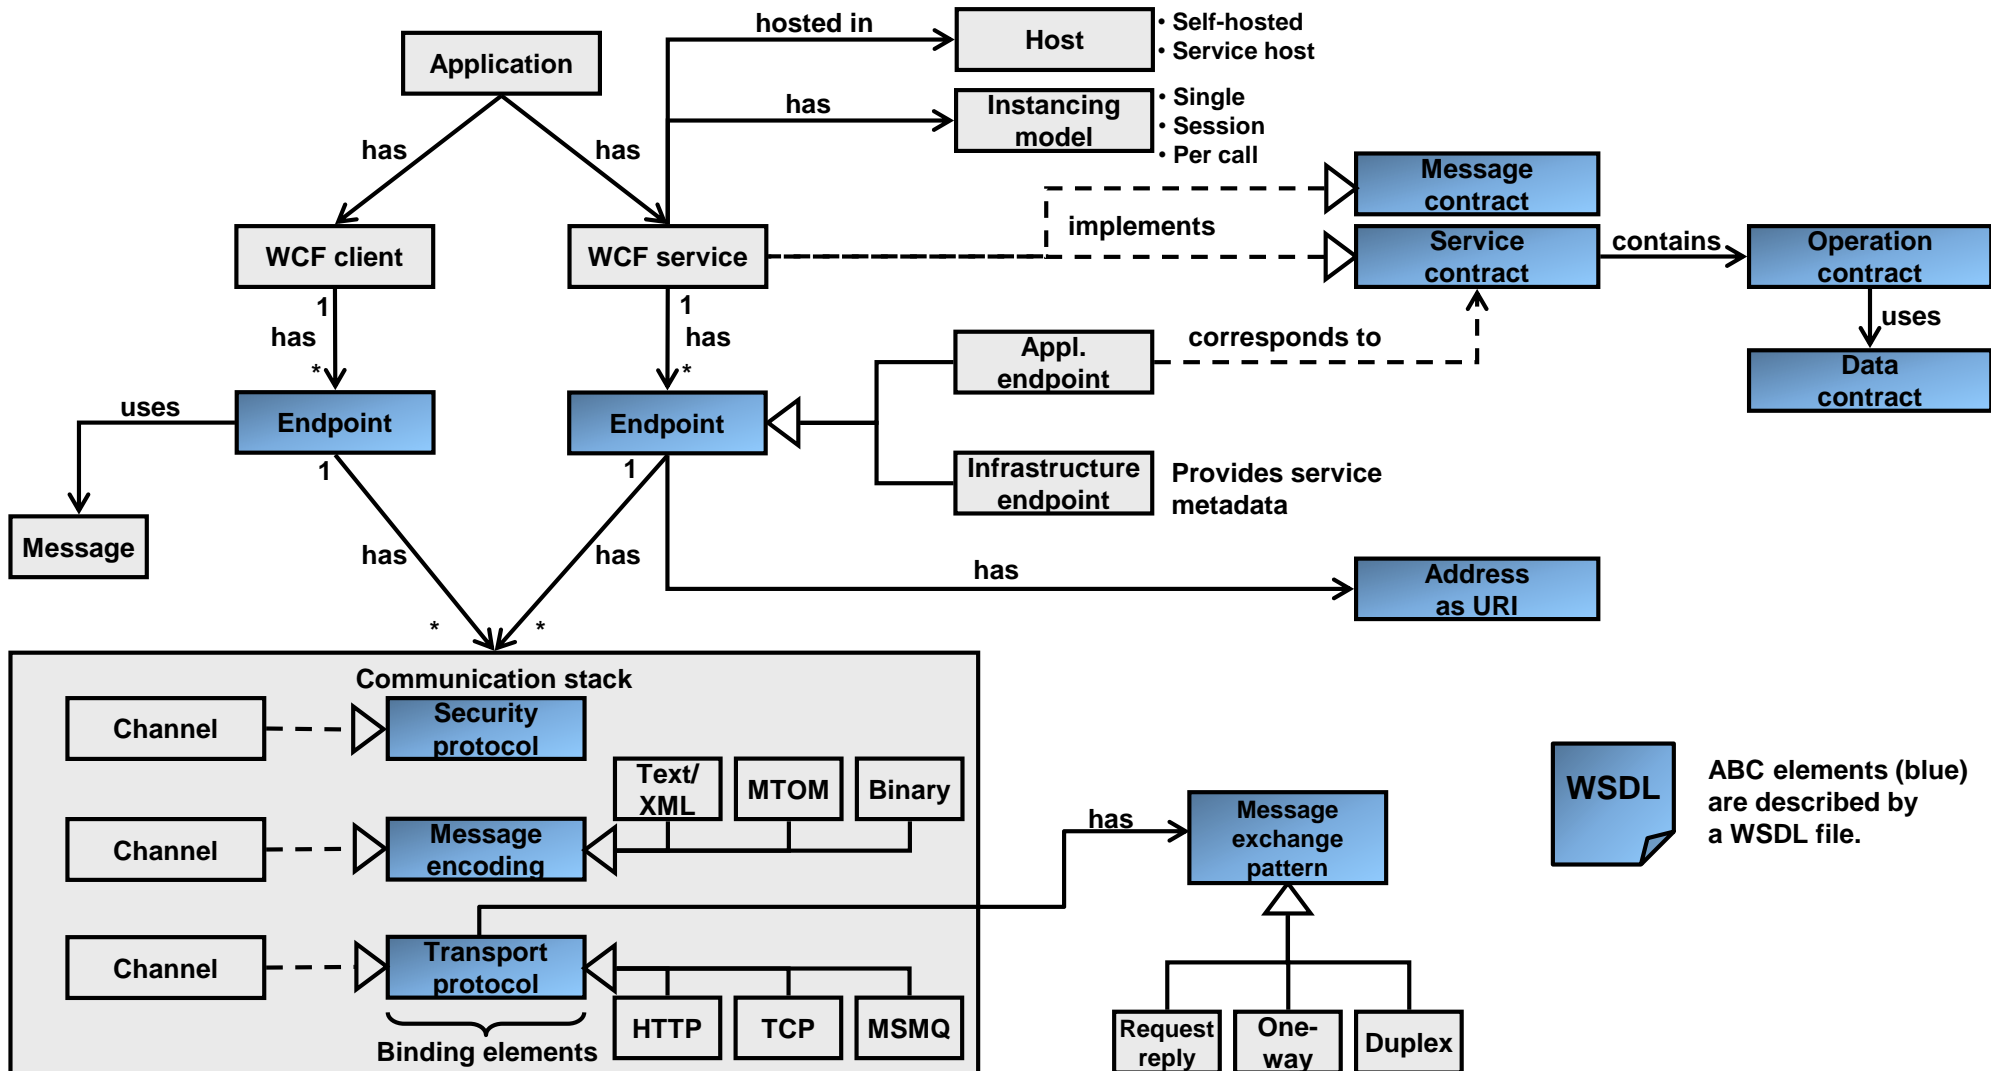 hosted in
Host
• Self-hosted
• Service host
Application
has
Instancing
model
• Single
• Session
• Per call
has
has
Message
contract
implements
WCF client
WCF service
Service
contract
contains
Operation
contract
1
has
*
1
has
*
uses
Appl.
endpoint
corresponds to
Data
contract
uses
Endpoint
Endpoint
Infrastructure
endpoint
Provides service
metadata
1
1
Message
has
has
has
Address
as URI
*
*
Communication stack
Channel
Security
protocol
Text/
XML
MTOM
Binary
Channel
Message
encoding
has
Message
exchange
pattern
WSDL
ABC elements (blue)
are described by
a WSDL file.
Channel
Transport
protocol
HTTP
TCP
MSMQ
Binding elements
Request
reply
One-
way
Duplex